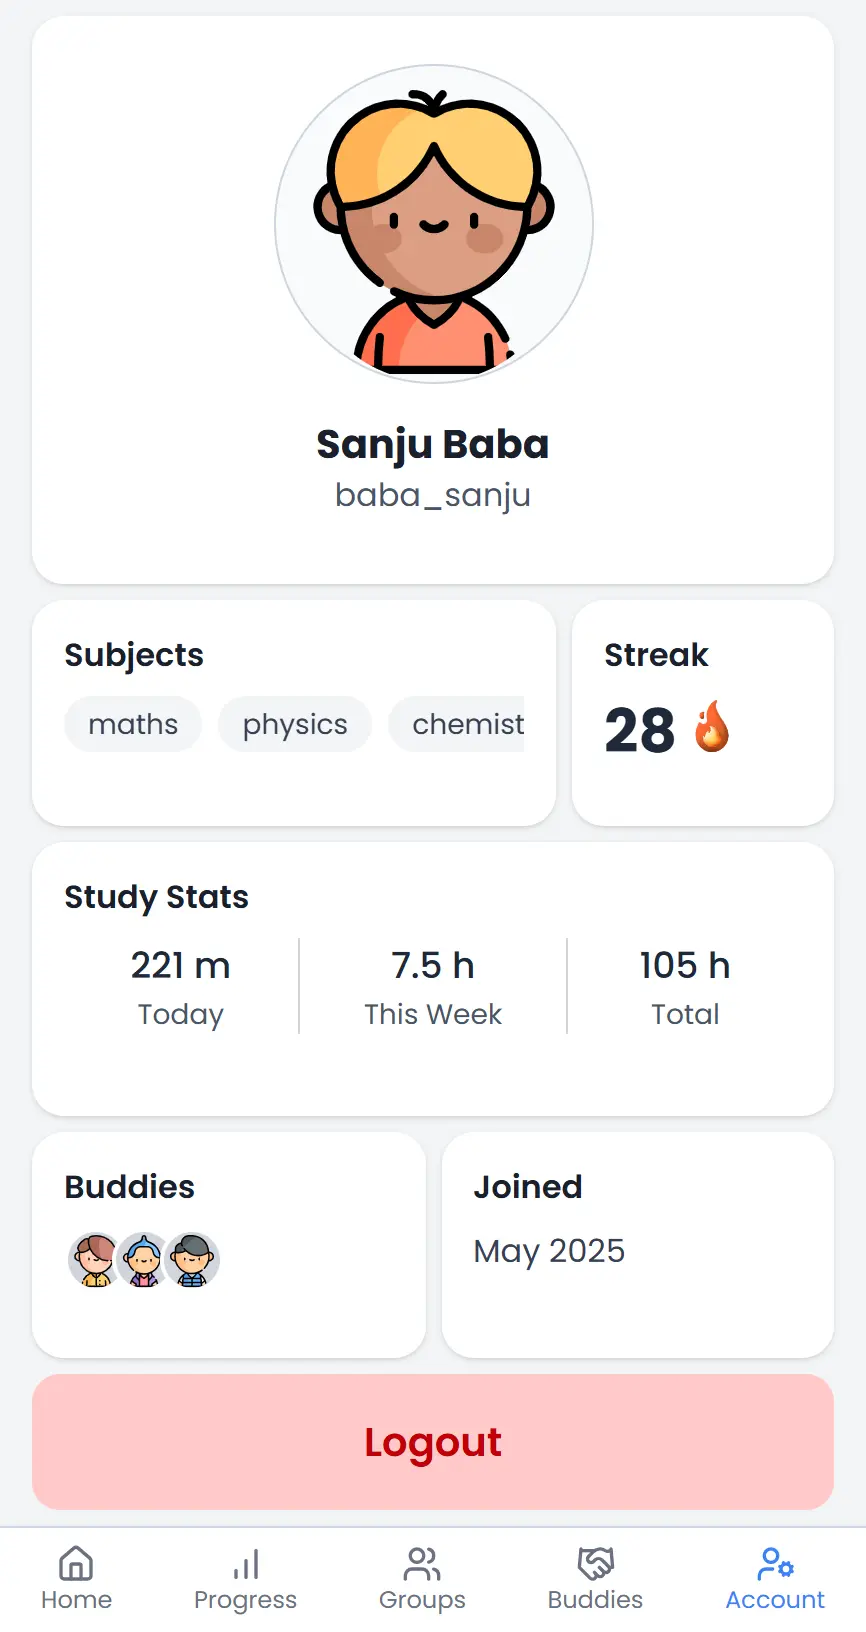 Sanju Baba
baba_sanju
Subjects
maths physics chemist
Streak
28
Study Stats
221 m
Today
7.5 h
This Week
105 h
Total
Buddies
Joined
May 2025
Logout
Home
Progress
Groups
Buddies
Account